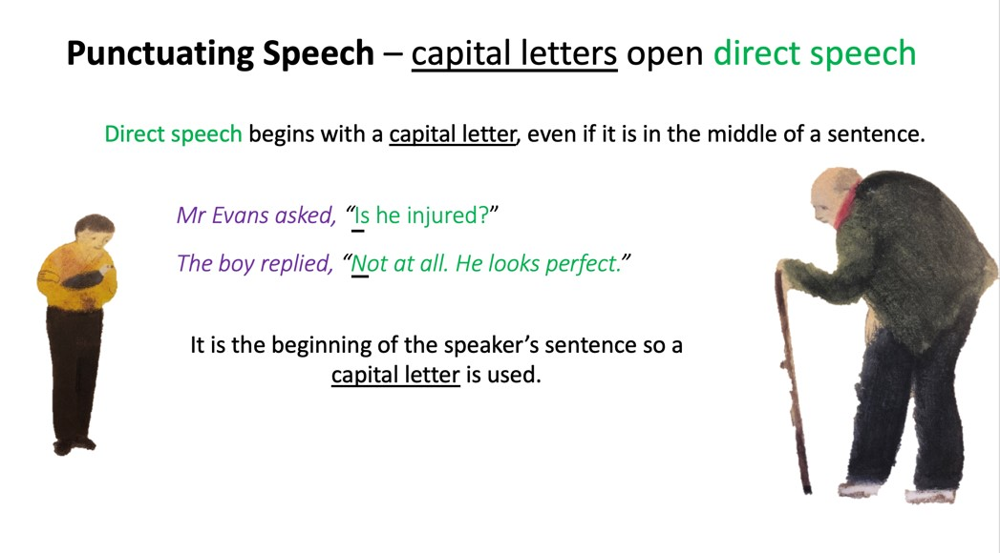 Punctuating Speech – capital letters open direct speech
Direct speech begins with a capital letter, even if it is in the middle of a sentence.
Mr Evans asked, “Is he injured?”
The boy replied, “Not at all. He looks perfect.”
It is the beginning of the speaker’s sentence so a
capital letter is used.